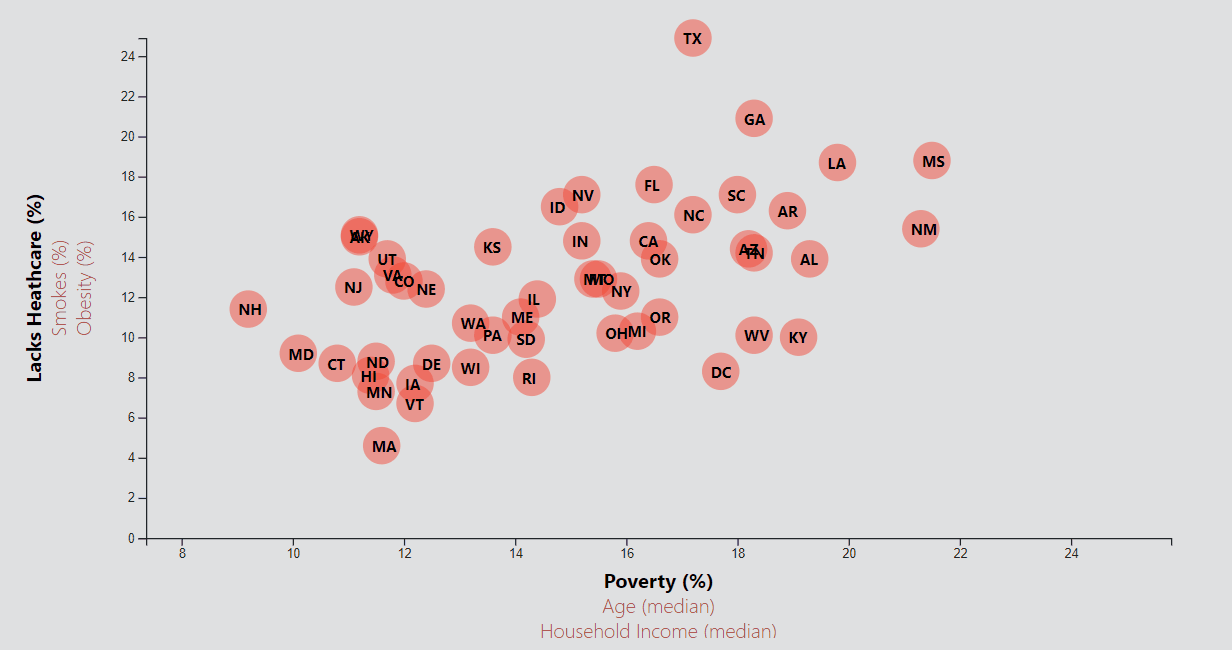 TX
24
22
GA
20
LA
MS
18
FL
NV
SC
ID
AR
NC
16
NM
WY
AK
KS
IN
CA
AZ
TN
UT
OK
AL
14
VA
CO
NE
MT
MO
NY
NJ
12
NH
IL
ME
OR
WA
PA
SD
OH
MI
WV
KY
10
MD
CT
ND
DE
WI
DC
HI
RI
8
MN
IA
VT
6
MA
4
2
0
8
10
12
14
16
18
20
22
24
Lacks Heathcare (%)
Smokes (%)
Obesity (%)
Poverty (%)
Age (median)
Household Income (median)